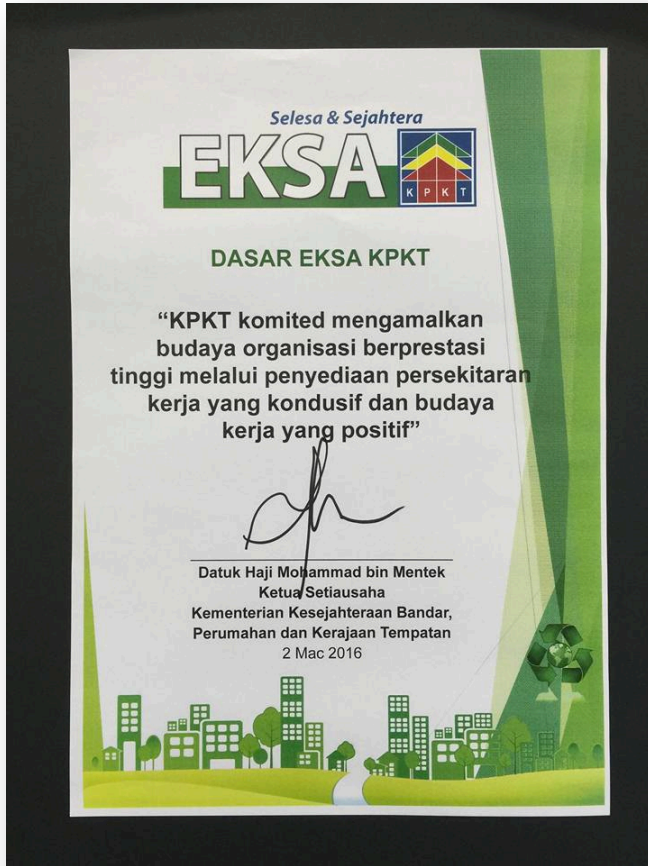 Selesa & Sejahtera
EKSA
KPKT
DASAR EKSA KPKT
“KPKT komited mengamalkan
budaya organisasi berprestasi
tinggi melalui penyediaan persekitaran
kerja yang kondusif dan budaya
kerja yang positif”
Datuk Haji Mohammad bin Mentek
Ketua Setiausaha
Kementerian Kesejahteraan Bandar,
Perumahan dan Kerajaan Tempatan
2 Mac 2016